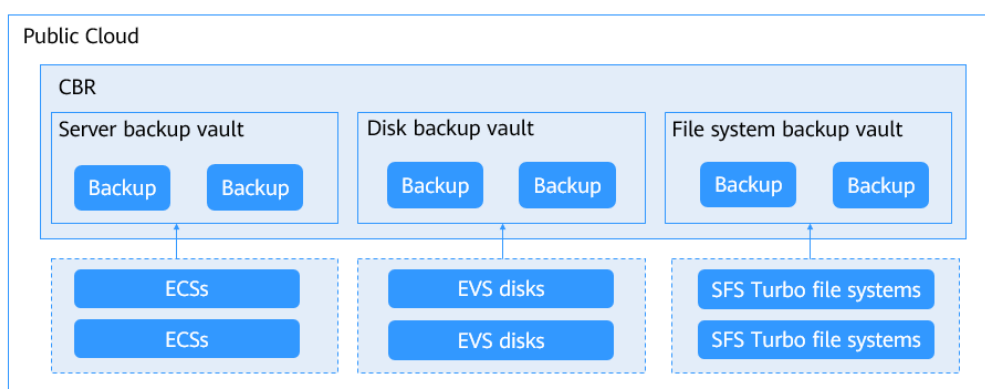 Public Cloud
CBR
Server backup vault
Disk backup vault
File system backup vault
Backup
Backup
Backup
Backup
Backup
Backup
ECSs
EVS disks
SFS Turbo file systems
ECSs
EVS disks
SFS Turbo file systems